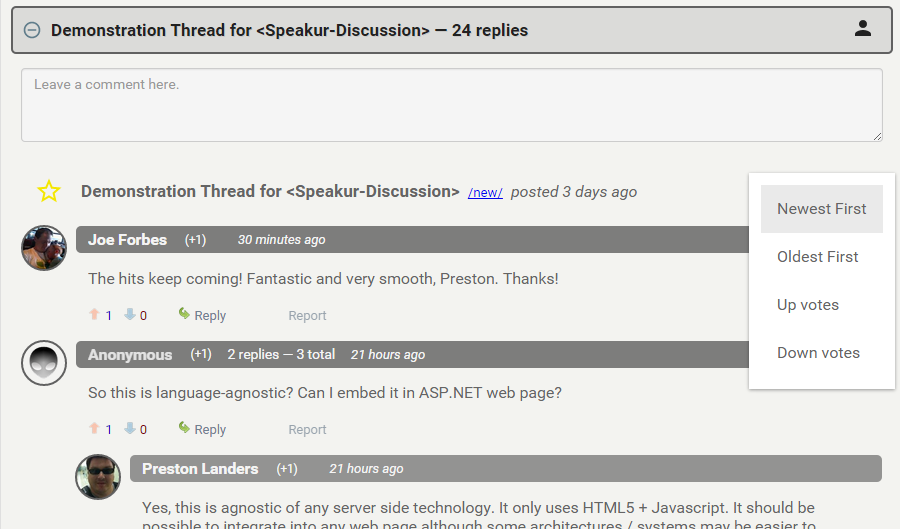 Demonstration Thread for <Speakur-Discussion> — 24 replies
Leave a comment here.
Demonstration Thread for <Speakur-Discussion> /new/ posted 3 days ago
Newest First
Oldest First
Up votes
Down votes
Joe Forbes (+1) 30 minutes ago
The hits keep coming! Fantastic and very smooth, Preston. Thanks!
1 0 Reply Report
Anonymous (+1) 2 replies — 3 total 21 hours ago
So this is language-agnostic? Can I embed it in ASP.NET web page?
1 0 Reply Report
Preston Landers (+1) 21 hours ago
Yes, this is agnostic of any server side technology. It only uses HTML5 + Javascript. It should be
possible to integrate into any web page although some architectures / systems may be easier to